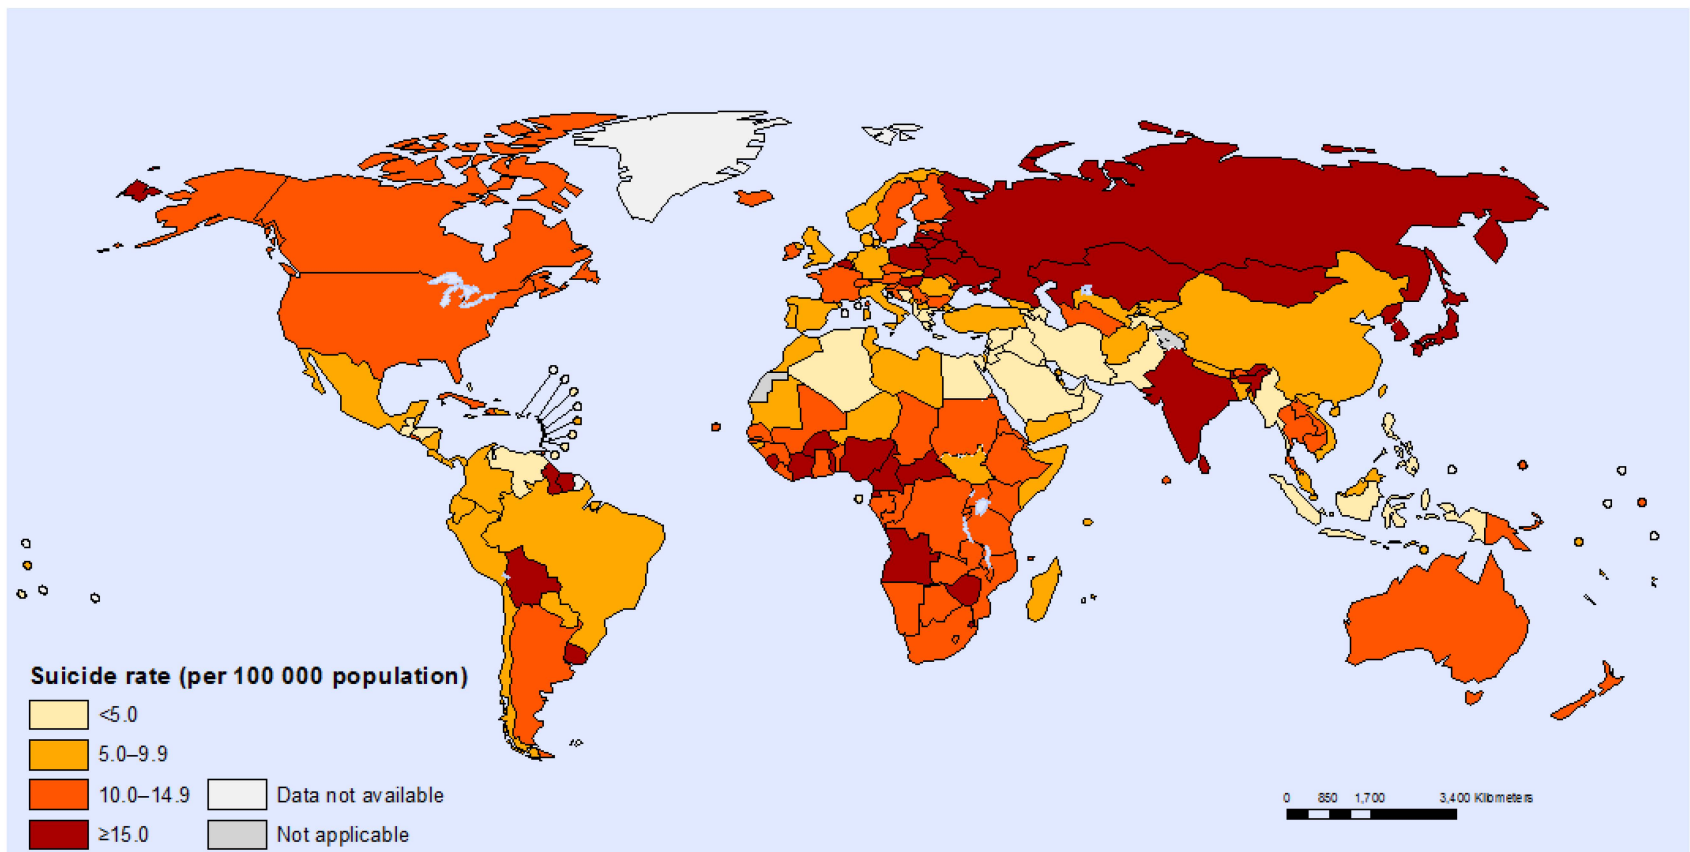 Suicide rate (per 100 000 population)
<5.0
5.0–9.9
10.0–14.9
≥15.0
Data not available
Not applicable
0 850 1,700 3,400 Kilometers